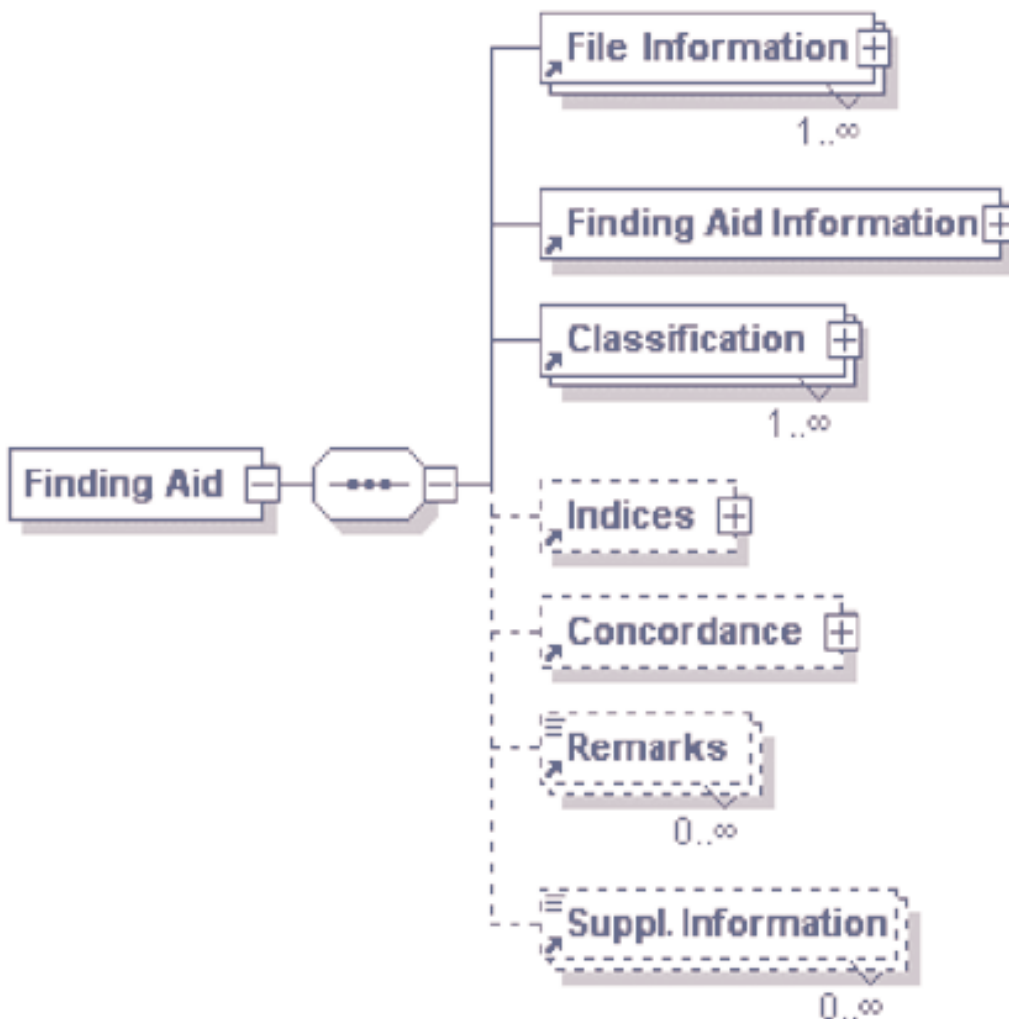 File Information
1..∞
Finding Aid Information
Classification
1..∞
Finding Aid
Indices
Concordance
Remarks
0..∞
Suppl. Information
0..∞